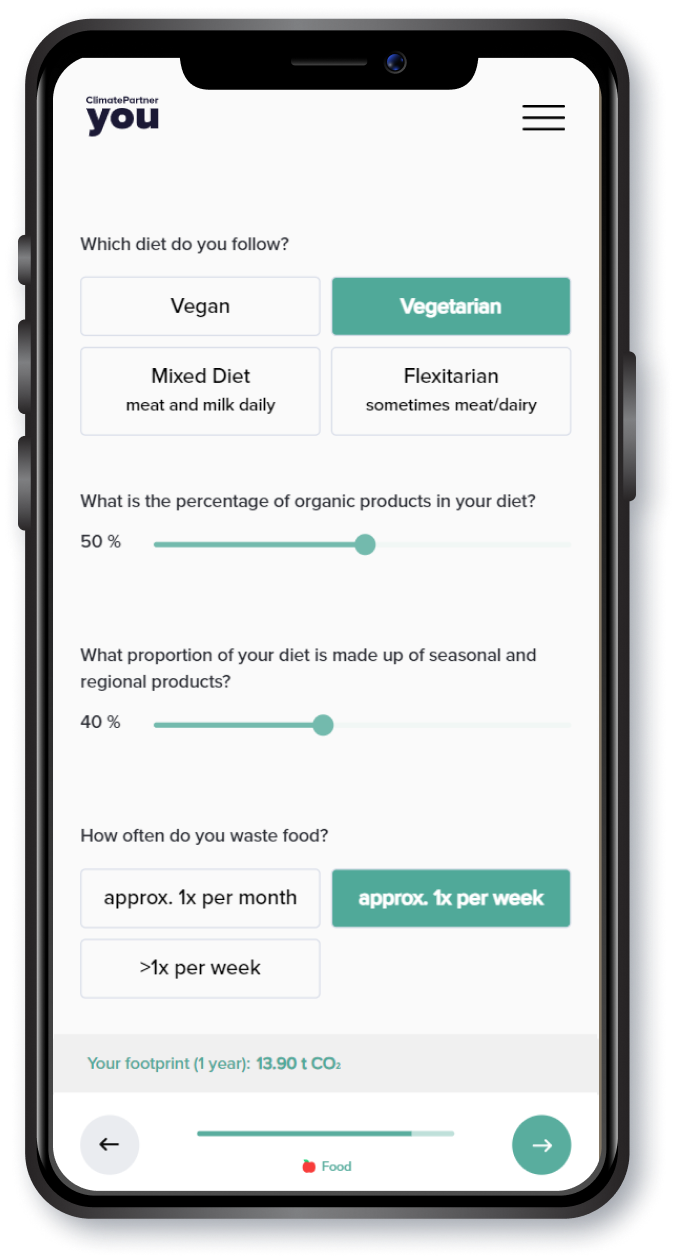 ClimatePartner
you
Which diet do you follow?
Vegan
Vegetarian
Mixed Diet
meat and milk daily
Flexitarian
sometimes meat/dairy
What is the percentage of organic products in your diet?
50 %
What proportion of your diet is made up of seasonal and
regional products?
40 %
How often do you waste food?
approx. 1x per month
approx. 1x per week
>1x per week
Your footprint (1 year): 13.90 t CO₂
Food